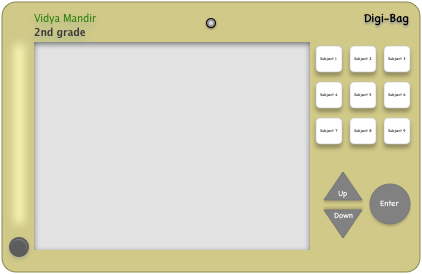 Vidya Mandir
2nd grade
Digi-Bag
Subject 1
Subject 2
Subject 3
Subject 4
Subject 5
Subject 6
Subject 7
Subject 8
Subject 9
Up
Down
Enter